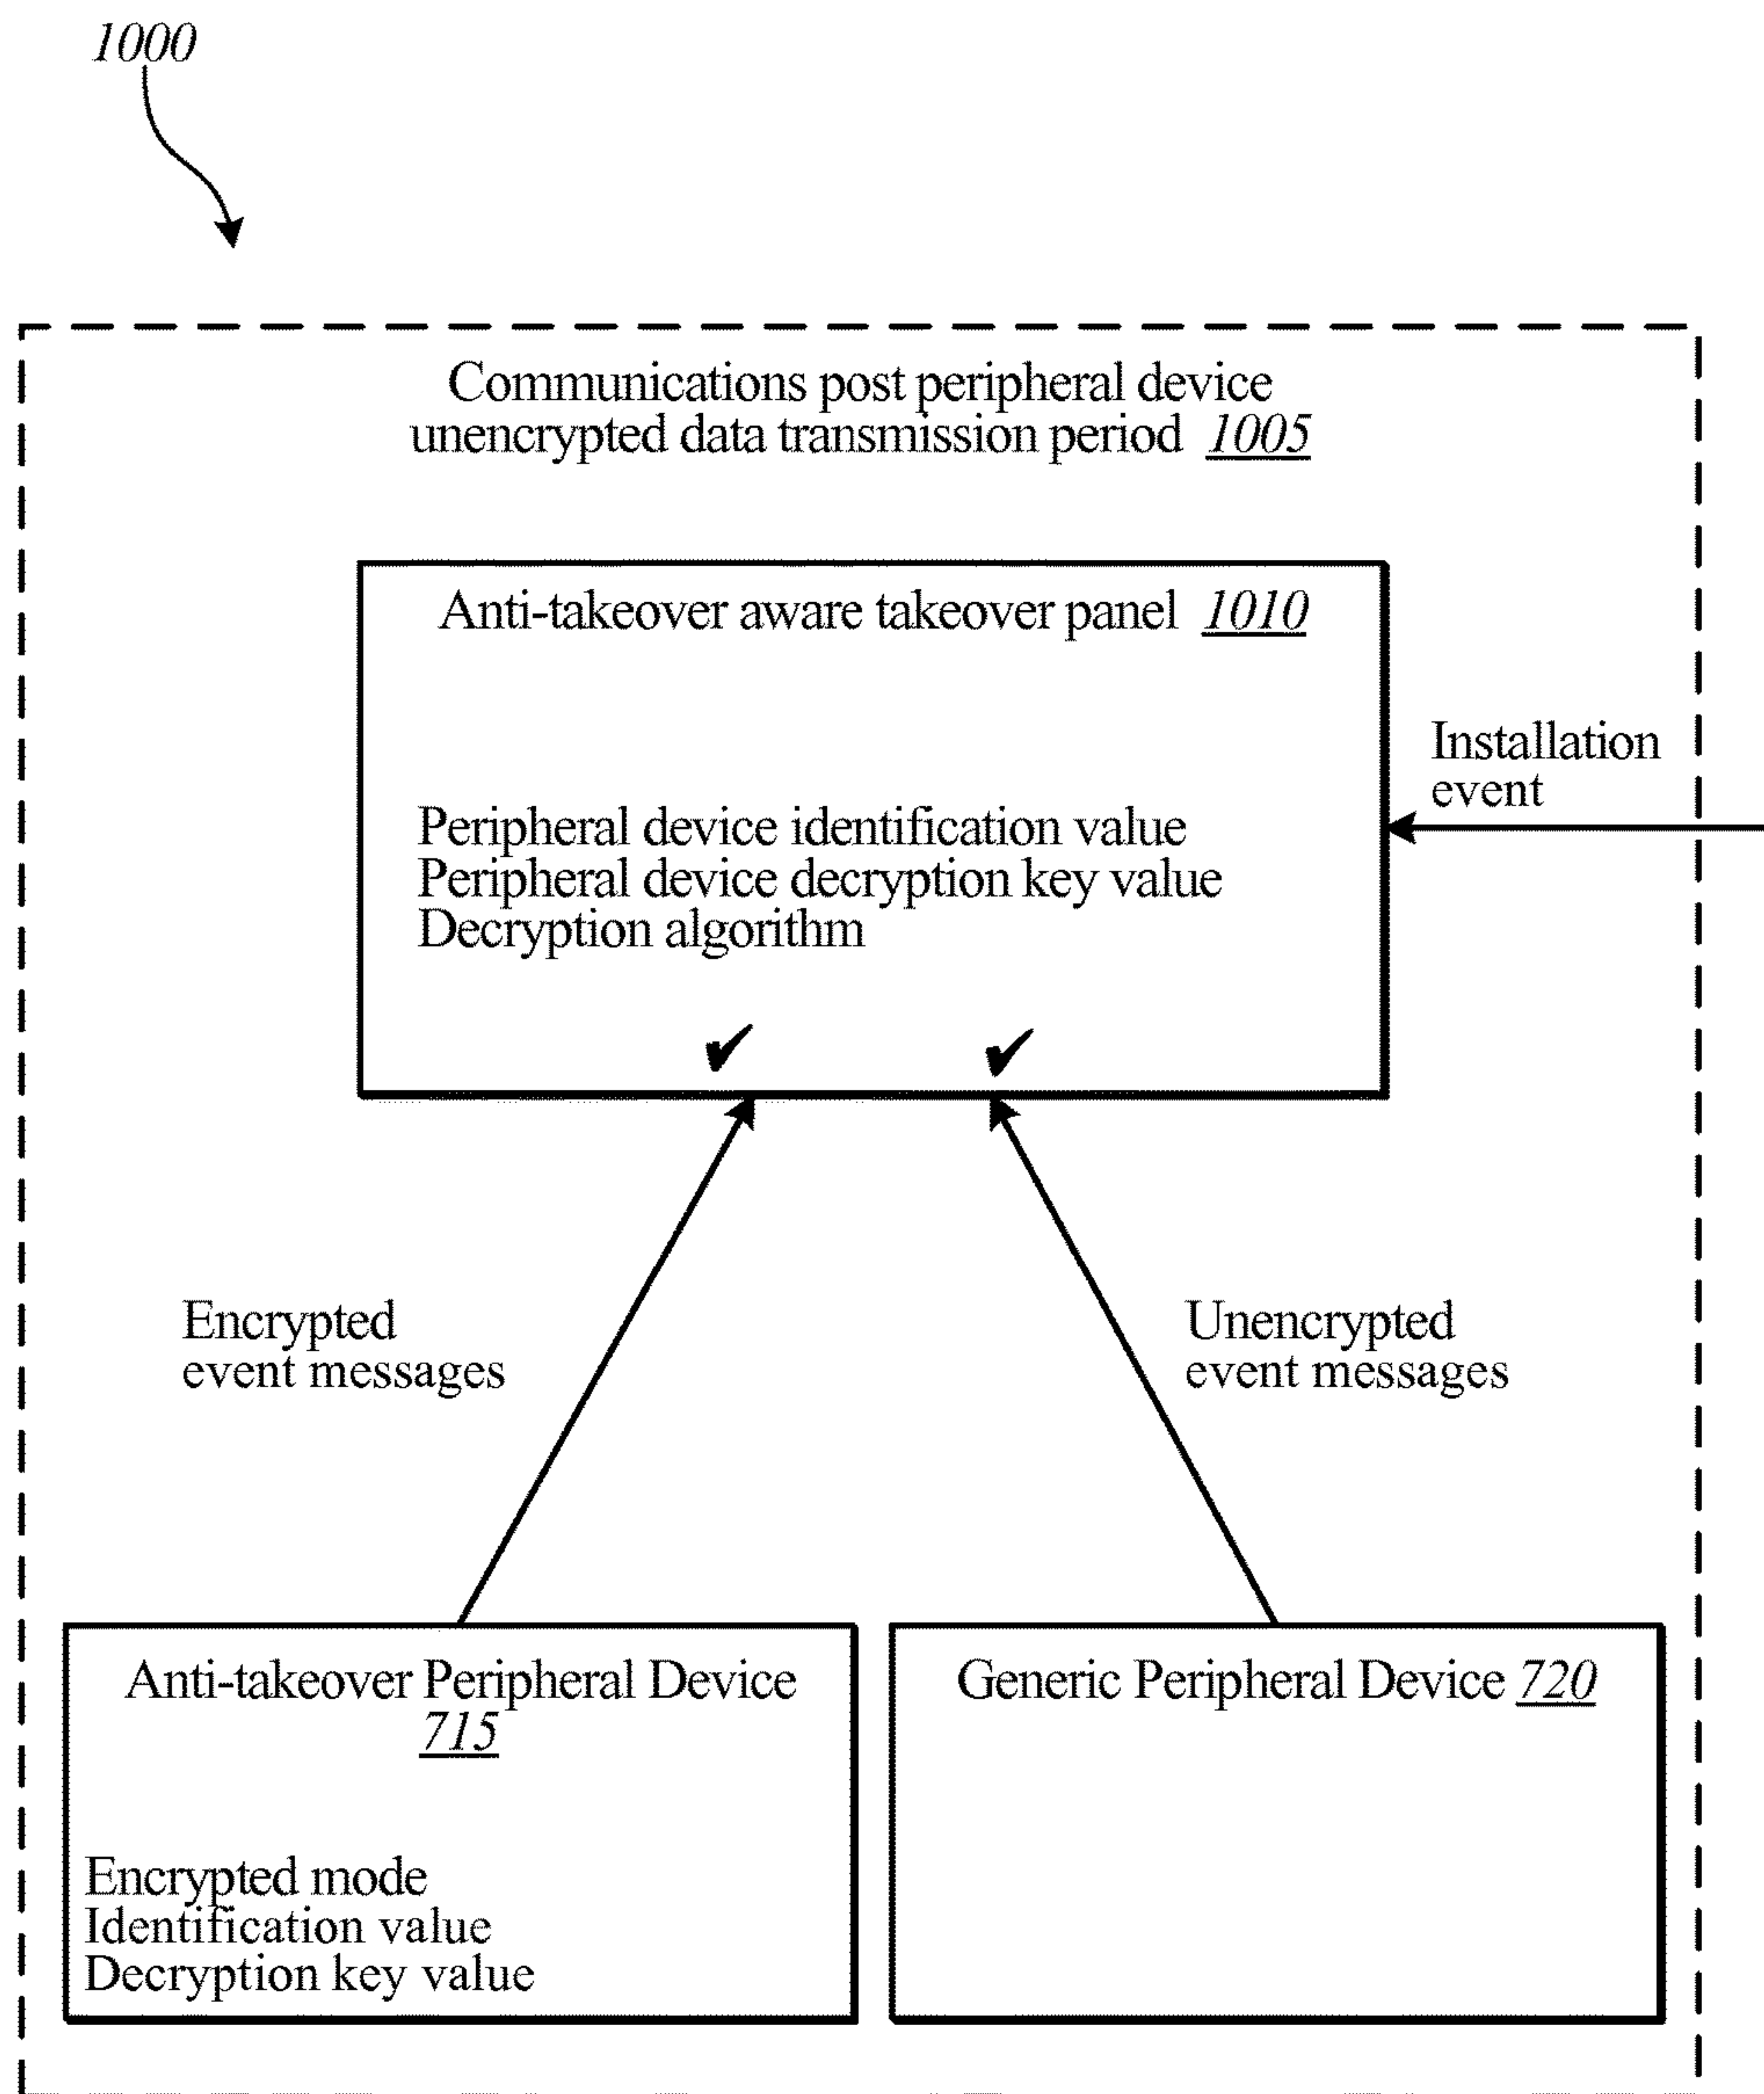 1000
Communications post peripheral device
unencrypted data transmission period 1005
Anti-takeover aware takeover panel 1010
Installation
event
Peripheral device identification value
Peripheral device decryption key value
Decryption algorithm
Encrypted
event messages
Unencrypted
event messages
Anti-takeover Peripheral Device
715
Encrypted mode
Identification value
Decryption key value
Generic Peripheral Device 720